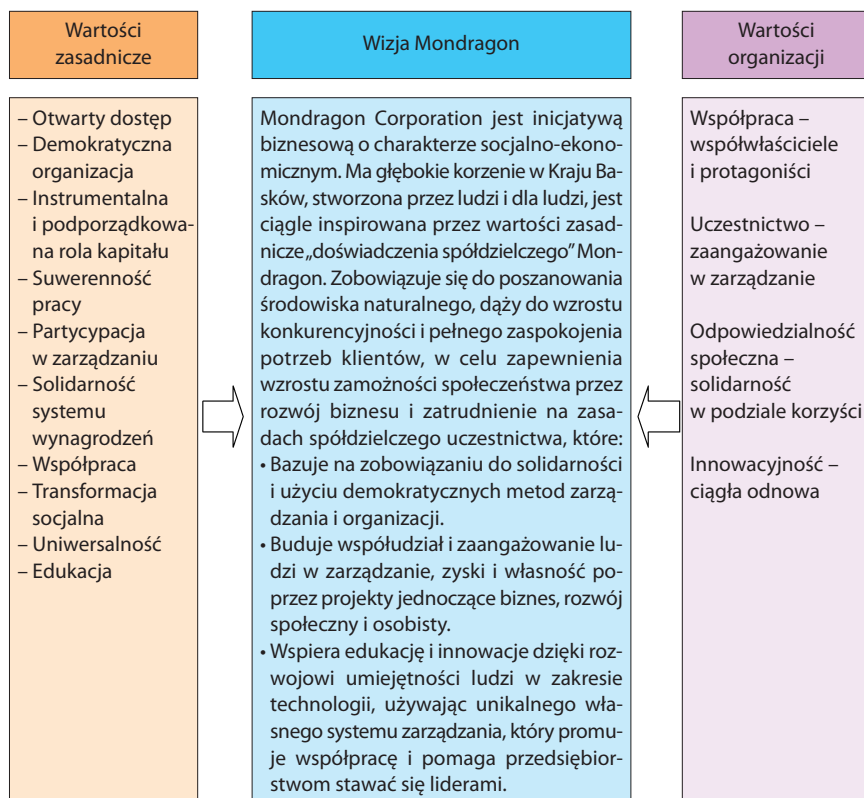 Wartości
zasadnicze
– Otwarty dostęp
– Demokratyczna
organizacja
– Instrumentalna
i podporządkowa-
na rola kapitału
– Suwerenność
pracy
– Partycypacja
w zarządzaniu
– Solidarność
systemu
wynagrodzeń
– Współpraca
– Transformacja
socjalna
– Uniwersalność
– Edukacja
Wizja Mondragon
Mondragon Corporation jest inicjatywą
biznesową o charakterze socjalno-ekono-
micznym. Ma głębokie korzenie w Kraju Ba-
sków, stworzona przez ludzi i dla ludzi, jest
ciągle inspirowana przez wartości zasad-
nicze „doświadczenia spółdzielczego” Mon-
dragon. Zobowiązuje się do poszanowania
środowiska naturalnego, dąży do wzrostu
konkurencyjności i pełnego zaspokojenia
potrzeb klientów, w celu zapewnienia
wzrostu zamożności społeczeństwa przez
rozwój biznesu i zatrudnienie na zasa-
dach spółdzielczego uczestnictwa, które:
• Bazuje na zobowiązaniu do solidarności
i użyciu demokratycznych metod zarzą-
dzania i organizacji.
• Buduje współudział i zaangażowanie lu-
dzi w zarządzanie, zyski i własność po-
przez projekty jednoczące biznes, rozwój
społeczny i osobisty.
• Wspiera edukację i innowacje dzięki roz-
wojowi umiejętności ludzi w zakresie
technologii, używając unikalnego wła-
snego systemu zarządzania, który promu-
je współpracę i pomaga przedsiębior-
stwom stawać się liderami.
Wartości
organizacji
Współpraca –
współwłaściciele
i protagoniści
Uczestnictwo –
zaangażowanie
w zarządzanie
Odpowiedzialność
społeczna –
solidarność
w podziale korzyści
Innowacyjność –
ciągła odnowa